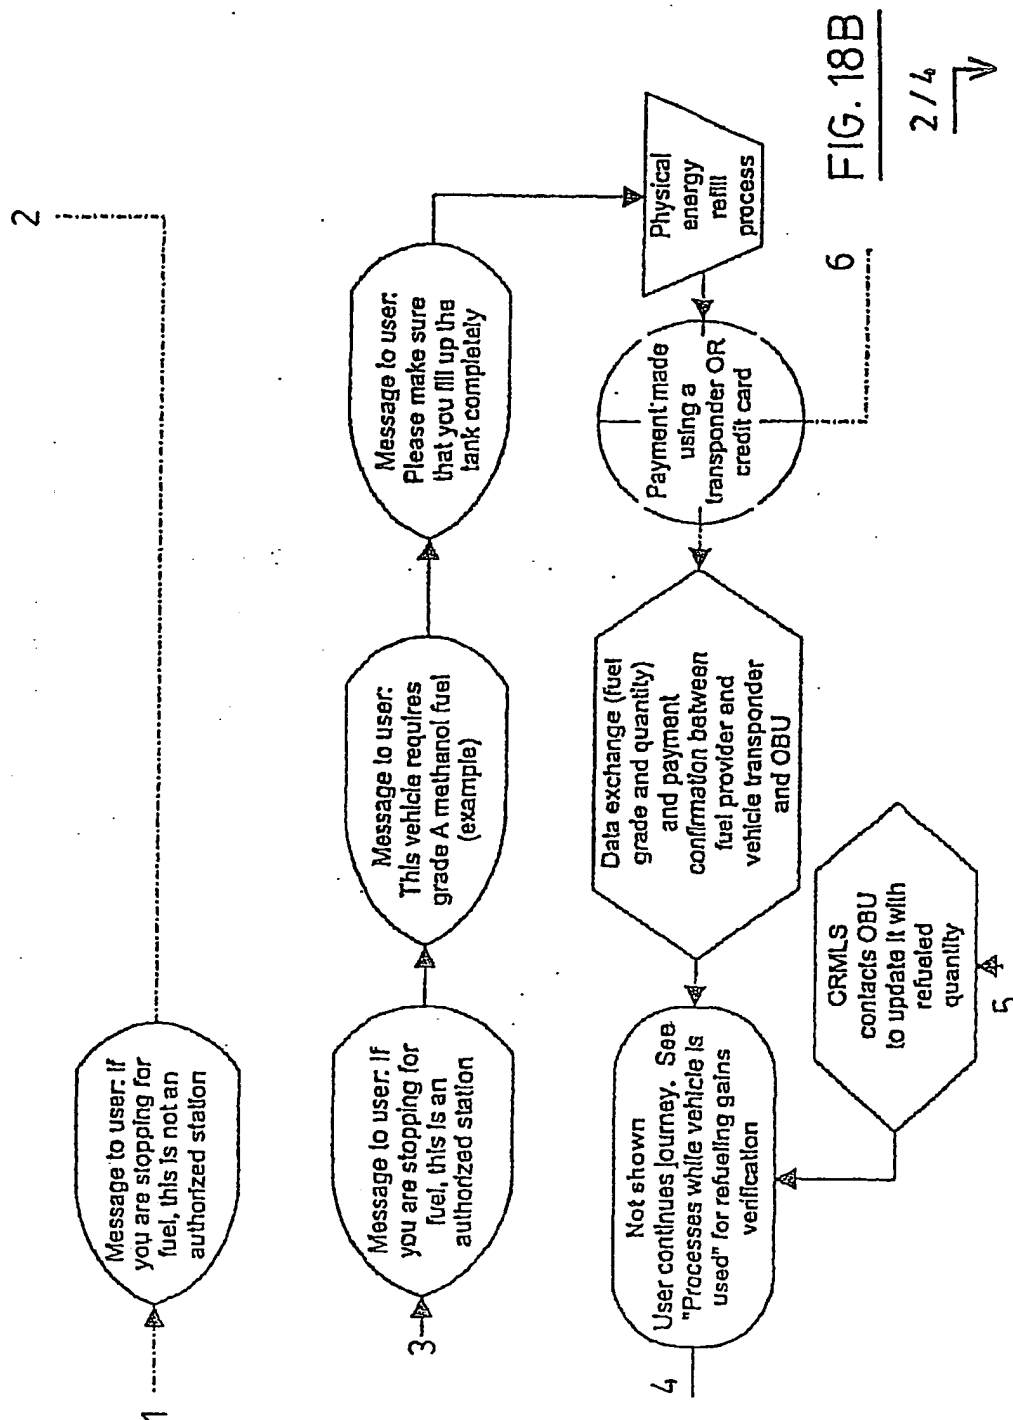 1
Message to user: If
you are stopping for
fuel, this is not an
authorized station
2
3
Message to user: If
you are stopping for
fuel, this is an
authorized station
Message to user:
This vehicle requires
grade A methanol fuel
(example)
Message to user:
Please make sure
that you fill up the
tank completely
Physical
energy
refill
process
Payment made
using a
transponder OR
credit card
6
Data exchange (fuel
grade and quantity)
and payment
confirmation between
fuel provider and
vehicle transponder
and OBU
4
Not shown
User continues journey. See
"Processes while vehicle is
used" for refueling gains
verification
CRMLS
contacts OBU
to update it with
refueled
quantity
5
FIG. 18B
2/4